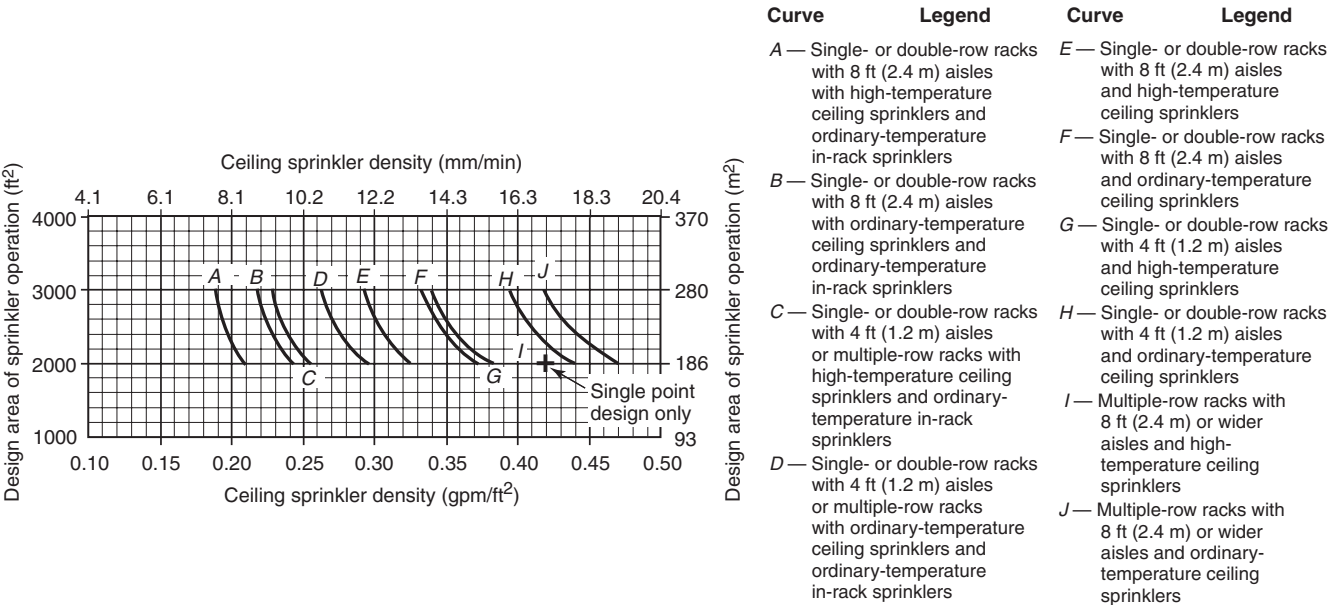 Ceiling sprinkler density (mm/min)
4.1 6.1 8.1 10.2 12.2 14.3 16.3 18.3 20.4
Design area of sprinkler operation (ft2)
4000
3000
2000
1000
370
280
186
93
Design area of sprinkler operation (m2)
A B D E F H J
I
C G
Single point
design only
0.10 0.15 0.20 0.25 0.30 0.35 0.40 0.45 0.50
Ceiling sprinkler density (gpm/ft2)
Curve Legend
A — Single- or double-row racks
with 8 ft (2.4 m) aisles
with high-temperature
ceiling sprinklers and
ordinary-temperature
in-rack sprinklers
B — Single- or double-row racks
with 8 ft (2.4 m) aisles
with ordinary-temperature
ceiling sprinklers and
ordinary-temperature
in-rack sprinklers
C — Single- or double-row racks
with 4 ft (1.2 m) aisles
or multiple-row racks with
high-temperature ceiling
sprinklers and ordinary-
temperature in-rack
sprinklers
D — Single- or double-row racks
with 4 ft (1.2 m) aisles
or multiple-row racks
with ordinary-temperature
ceiling sprinklers and
ordinary-temperature
in-rack sprinklers
Curve Legend
E — Single- or double-row racks
with 8 ft (2.4 m) aisles
and high-temperature
ceiling sprinklers
F — Single- or double-row racks
with 8 ft (2.4 m) aisles
and ordinary-temperature
ceiling sprinklers
G — Single- or double-row racks
with 4 ft (1.2 m) aisles
and high-temperature
ceiling sprinklers
H — Single- or double-row racks
with 4 ft (1.2 m) aisles
and ordinary-temperature
ceiling sprinklers
I — Multiple-row racks with
8 ft (2.4 m) or wider
aisles and high-
temperature ceiling
sprinklers
J — Multiple-row racks with
8 ft (2.4 m) or wider
aisles and ordinary-
temperature ceiling
sprinklers